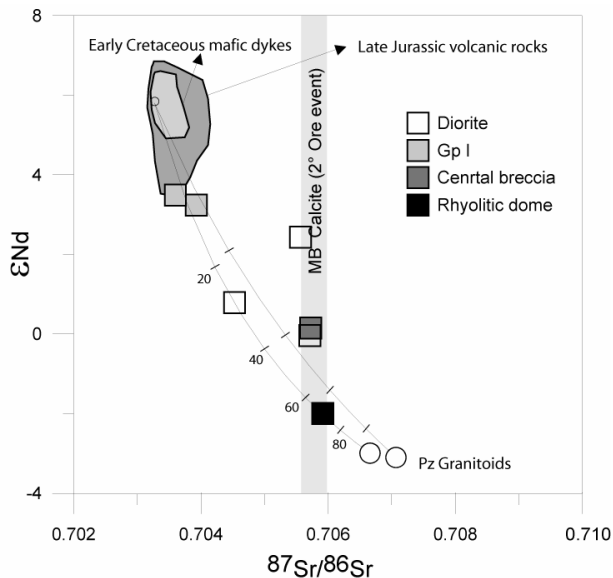 8
Early Cretaceous mafic dykes
Late Jurassic volcanic rocks
MB Calcite (2° Ore event)
Diorite
Gp I
Cenrtal breccia
Rhyolitic dome
4
εNd
20
0
40
60
80
Pz Granitoids
-4
0.702
0.704
0.706
0.708
0.710
87Sr/86Sr